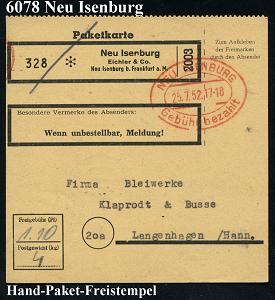 6078 Neu Isenburg
Paketkarte
Zum Aufkleben
der Freimarken
durch den Absender
328 *
Neu Isenburg
Eichler & Co.
Neu Isenburg b. Frankfurt a. M.
2003
NEU ISENBURG
25.7.52.17-18
Gebühr bezahlt
Besondere Vermerke des Absenders:
Wenn unbestellbar, Meldung!
Firma Bleiwerke
Klaprodt & Busse
20a Langenhagen /Hann.
Freigebühr (Pf)
1.10
Postgewicht (kg)
4
Hand-Paket-Freistempel